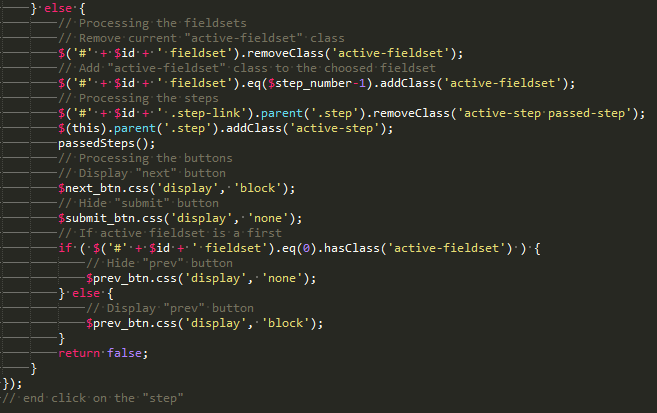 } else {
// Processing the fieldsets
// Remove current "active-fieldset" class
$('#' + $id + ' fieldset').removeClass('active-fieldset');
// Add "active-fieldset" class to the choosed fieldset
$('#' + $id + ' fieldset').eq($step_number-1).addClass('active-fieldset');
// Processing the steps
$('#' + $id + ' .step-link').parent('.step').removeClass('active-step passed-step');
$(this).parent('.step').addClass('active-step');
passedSteps();
// Processing the buttons
// Display "next" button
$next_btn.css('display', 'block');
// Hide "submit" button
$submit_btn.css('display', 'none');
// If active fieldset is a first
if ( $('#' + $id + ' fieldset').eq(0).hasClass('active-fieldset') ) {
// Hide "prev" button
$prev_btn.css('display', 'none');
} else {
// Display "prev" button
$prev_btn.css('display', 'block');
}
return false;
}
});
// end click on the "step"